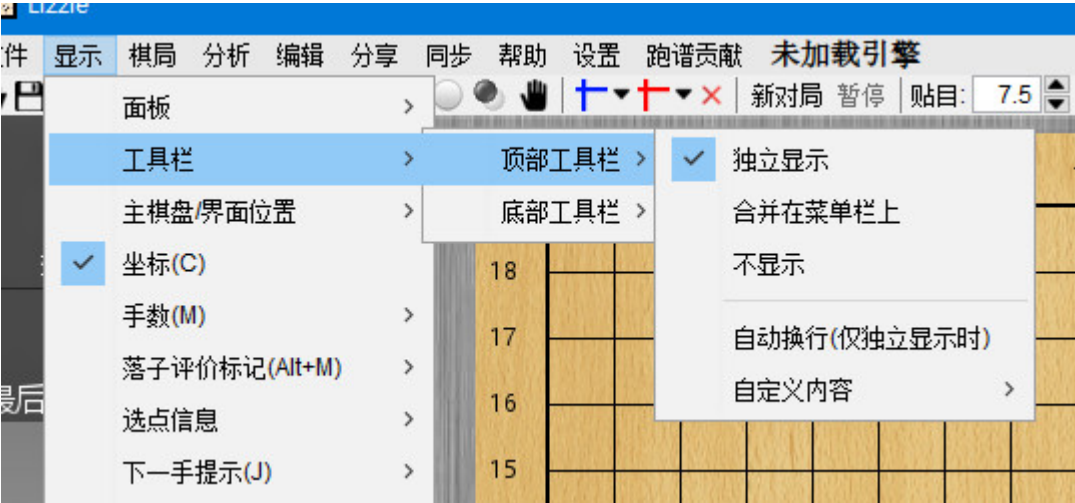 Lizzie
件 显示 棋局 分析 编辑 分享 同步 帮助 设置 跑谱贡献 未加载引擎
新对局 暂停 贴目: 7.5
面板
工具栏
顶部工具栏
独立显示
主棋盘/界面位置
底部工具栏
合并在菜单栏上
坐标(C)
18
不显示
手数(M)
17
自动换行(仅独立显示时)
落子评价标记(Alt+M)
自定义内容
最后
选点信息
16
下一手提示(J)
15